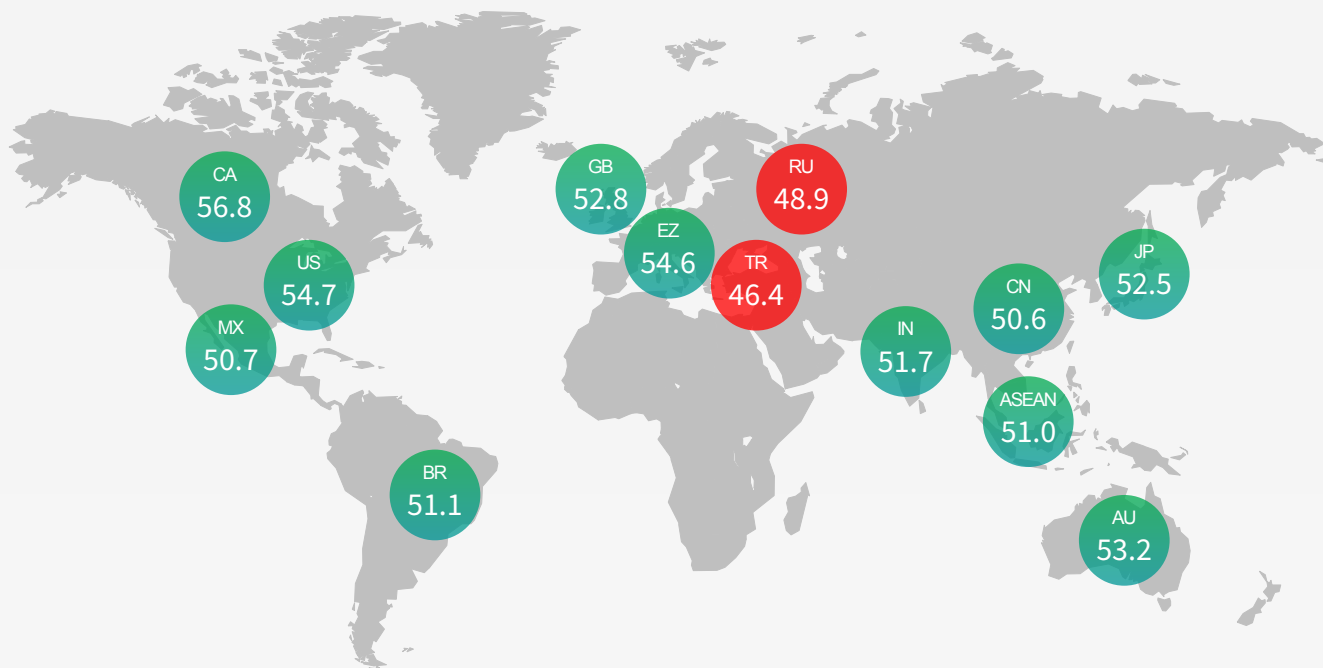 CA
56.8
GB
52.8
RU
48.9
EZ
54.6
TR
46.4
US
54.7
JP
52.5
CN
50.6
MX
50.7
IN
51.7
ASEAN
51.0
BR
51.1
AU
53.2